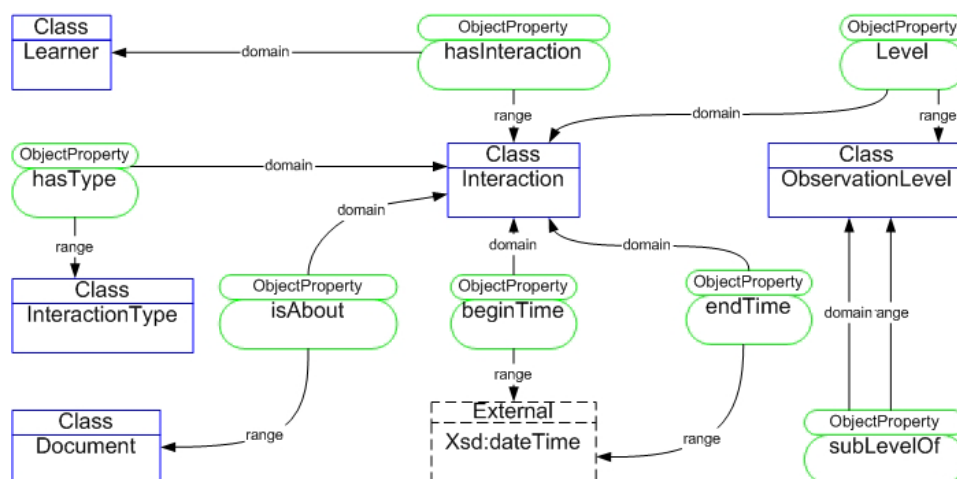 Class
Learner
domain
ObjectProperty
hasInteraction
ObjectProperty
Level
range
domain
range
ObjectProperty
hasType
domain
Class
Interaction
Class
ObservationLevel
domain
range
domain
domain
Class
InteractionType
ObjectProperty
isAbout
ObjectProperty
beginTime
ObjectProperty
endTime
domain
ange
range
Class
Document
range
External
Xsd:dateTime
range
ObjectProperty
subLevelOf